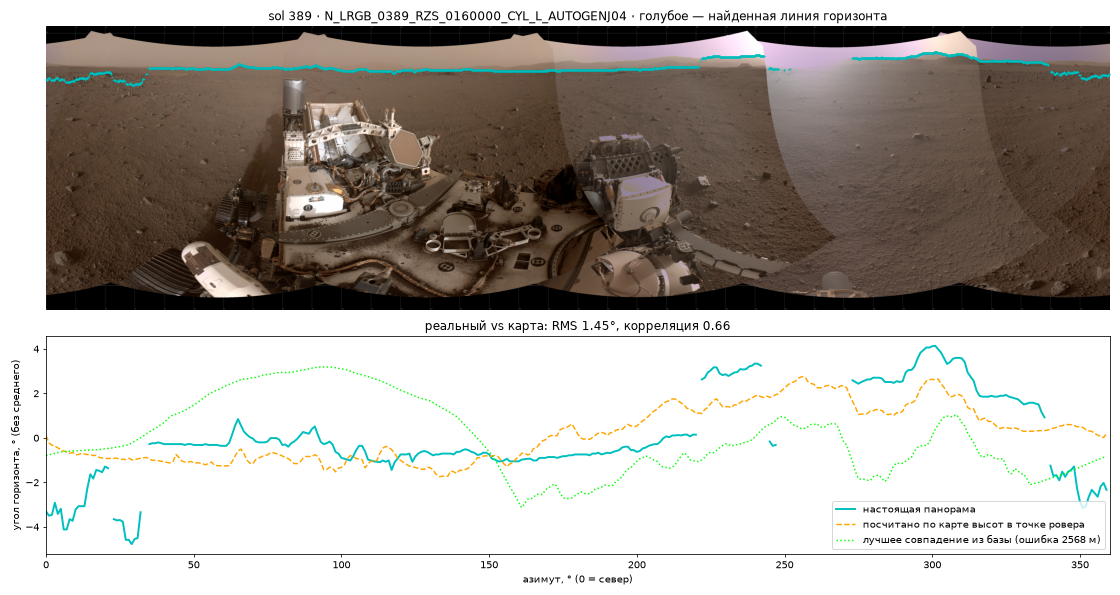 sol 389 · N_LRGB_0389_RZS_0160000_CYL_L_AUTOGENJ04 · голубое — найденная линия горизонта
реальный vs карта: RMS 1.45°, корреляция 0.66
угол горизонта, ° (без среднего)
4
2
0
−2
−4
настоящая панорама
посчитано по карте высот в точке ровера
лучшее совпадение из базы (ошибка 2568 м)
0
50
100
150
200
250
300
350
азимут, ° (0 = север)